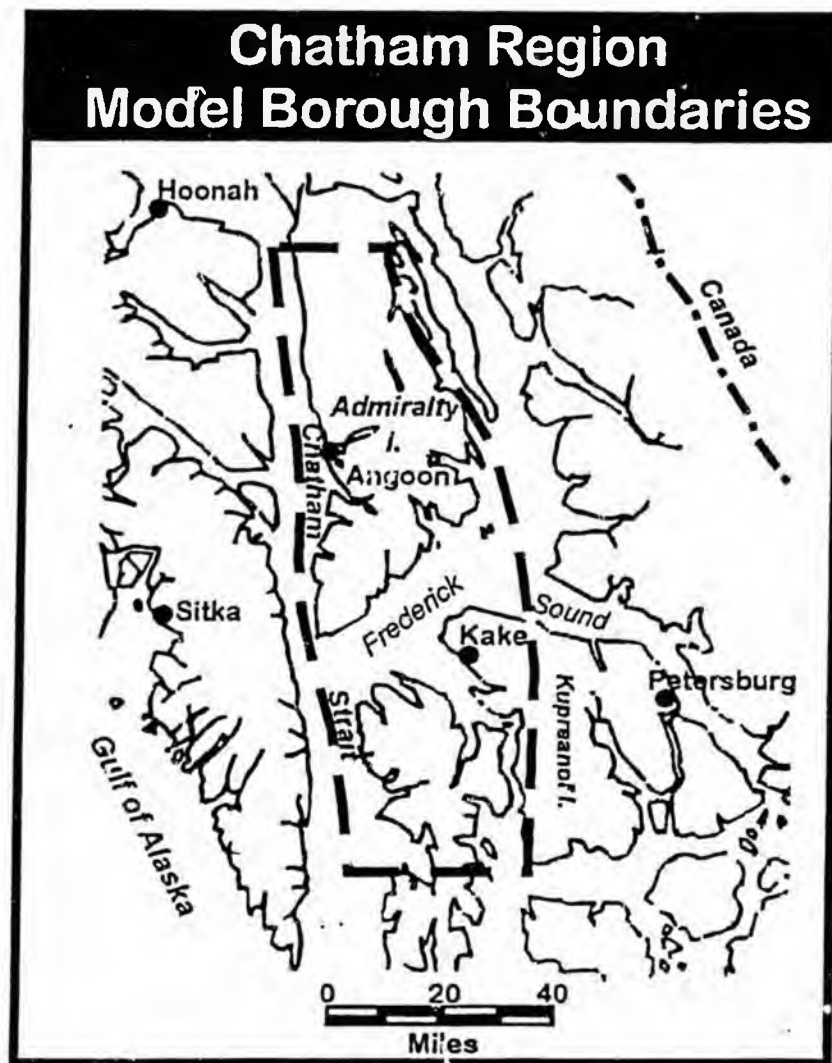 Chatham Region
Model Borough Boundaries
Hoonah
Canada
Admiralty
I.
Angoon
Chatham
Sitka
Frederick
Sound
Kake
Petersburg
Strait
Kupreanof I.
Gulf of Alaska
0 20 40
Miles